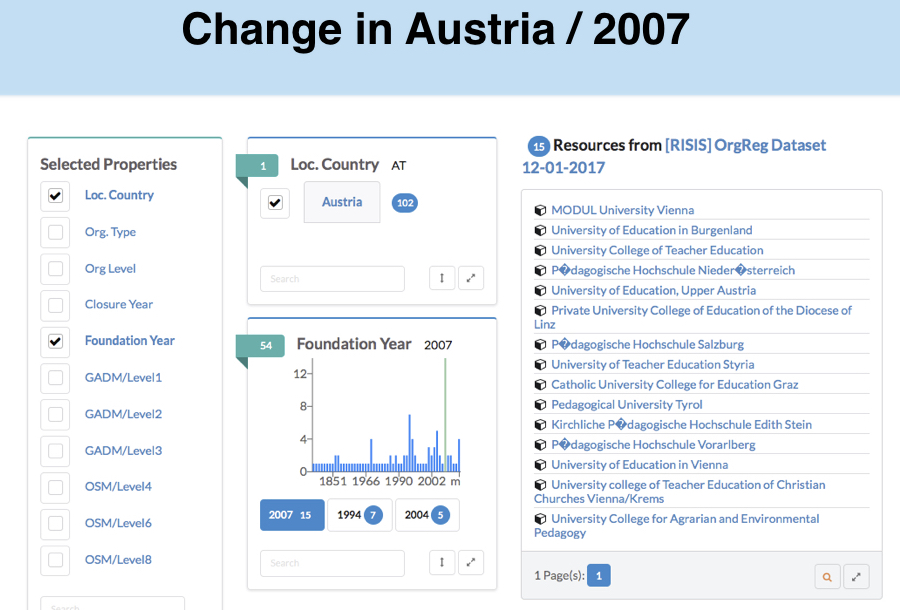 Change in Austria / 2007
Selected Properties
Loc. Country
Org. Type
Org Level
Closure Year
Foundation Year
GADM/Level1
GADM/Level2
GADM/Level3
OSM/Level4
OSM/Level6
OSM/Level8
Search
1 Loc. Country AT
Austria 102
Search
54 Foundation Year 2007
12
8
4
0
1851 1966 1990 2002 m
2007 15 1994 7 2004 5
Search
15 Resources from [RISIS] OrgReg Dataset
12-01-2017
MODUL University Vienna
University of Education in Burgenland
University College of Teacher Education
P�dagogische Hochschule Nieder�sterreich
University of Education, Upper Austria
Private University College of Education of the Diocese of
Linz
P�dagogische Hochschule Salzburg
University of Teacher Education Styria
Catholic University College for Education Graz
Pedagogical University Tyrol
Kirchliche P�dagogische Hochschule Edith Stein
P�dagogische Hochschule Vorarlberg
University of Education in Vienna
University college of Teacher Education of Christian
Churches Vienna/Krems
University College for Agrarian and Environmental
Pedagogy
1 Page(s): 1